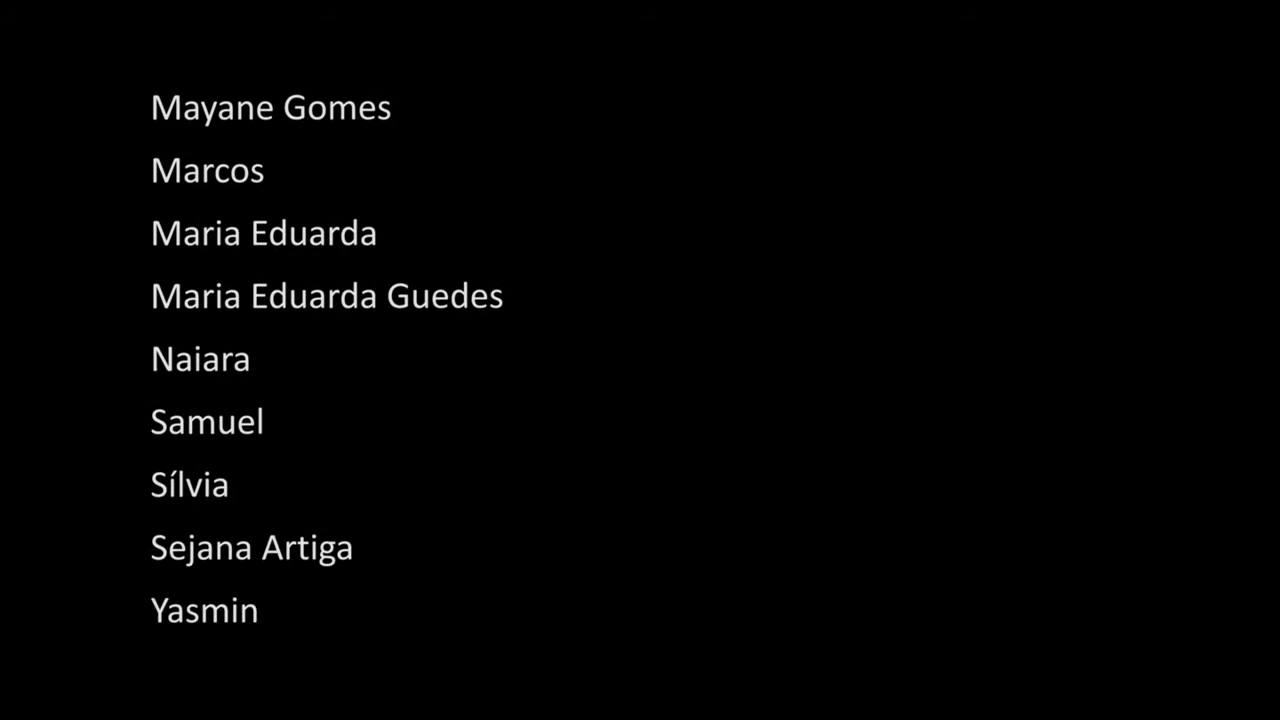 Mayane Gomes
Marcos
Maria Eduarda
Maria Eduarda Guedes
Naiara
Samuel
Sílvia
Sejana Artiga
Yasmin